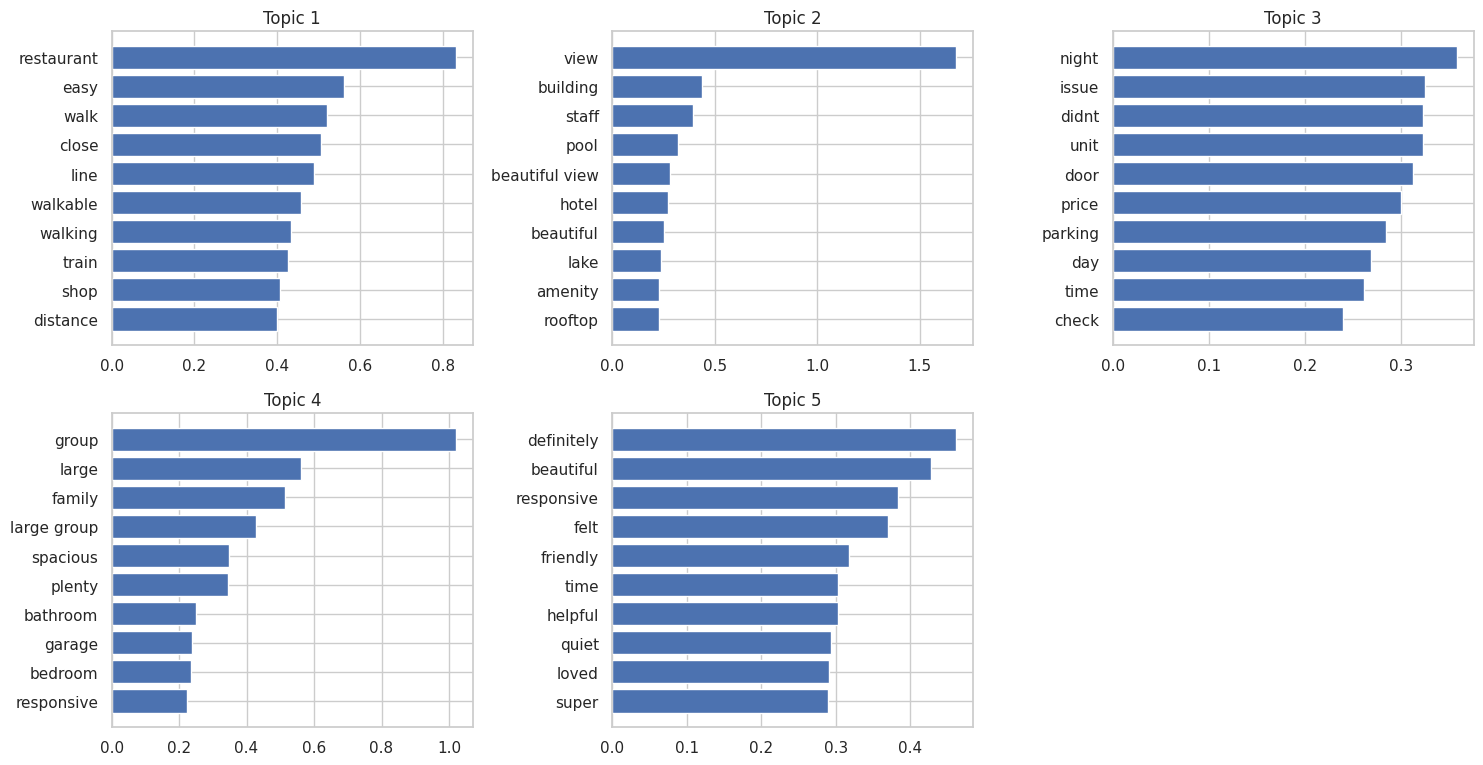 Topic 1
restaurant
easy
walk
close
line
walkable
walking
train
shop
distance
0.0 0.2 0.4 0.6 0.8
Topic 2
view
building
staff
pool
beautiful view
hotel
beautiful
lake
amenity
rooftop
0.0 0.5 1.0 1.5
Topic 3
night
issue
didnt
unit
door
price
parking
day
time
check
0.0 0.1 0.2 0.3
Topic 4
group
large
family
large group
spacious
plenty
bathroom
garage
bedroom
responsive
0.0 0.2 0.4 0.6 0.8 1.0
Topic 5
definitely
beautiful
responsive
felt
friendly
time
helpful
quiet
loved
super
0.0 0.1 0.2 0.3 0.4